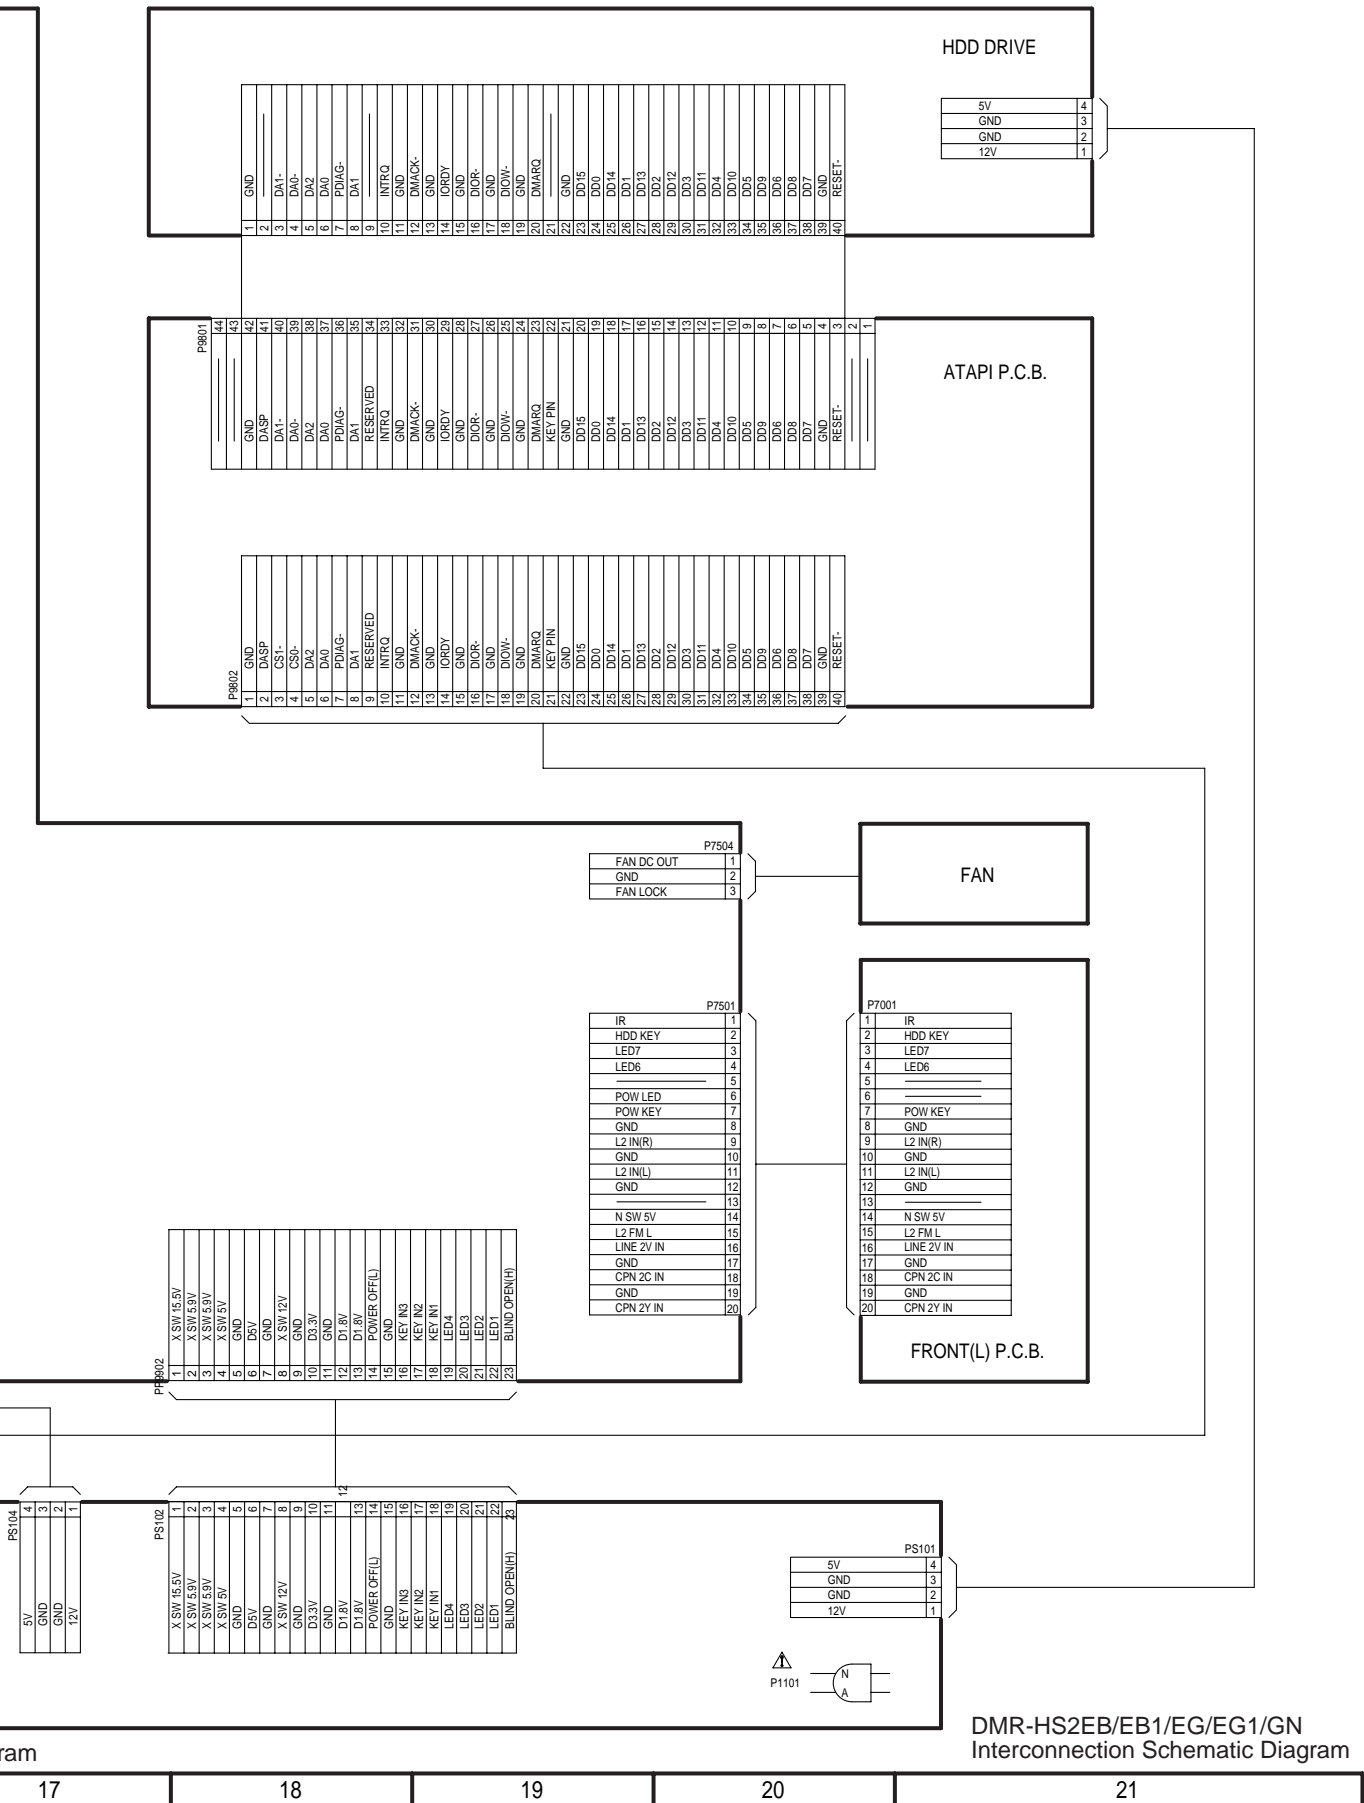 HDD DRIVE
5V 4
GND 3
GND 2
12V 1
1 GND
2
3 DA1-
4 DA0-
5 DA2
6 DA0
7 PDIAG-
8 DA1
9
10 INTRQ
11 GND
12 DMACK-
13 GND
14 IORDY
15 GND
16 DIOR-
17 GND
18 DIOW-
19 GND
20 DMARQ
21
22 GND
23 DD15
24 DD0
25 DD14
26 DD1
27 DD13
28 DD2
29 DD12
30 DD3
31 DD11
32 DD4
33 DD10
34 DD5
35 DD9
36 DD6
37 DD8
38 DD7
39 GND
40 RESET-
P9801
ATAPI P.C.B.
44
43
42 GND
41 DASP
40 DA1-
39 DA0-
38 DA2
37 DA0
36 PDIAG-
35 DA1
34 RESERVED
33 INTRQ
32 GND
31 DMACK-
30 GND
29 IORDY
28 GND
27 DIOR-
26 GND
25 DIOW-
24 GND
23 DMARQ
22 KEY PIN
21 GND
20 DD15
19 DD0
18 DD14
17 DD1
16 DD13
15 DD2
14 DD12
13 DD3
12 DD11
11 DD4
10 DD10
9 DD5
8 DD9
7 DD6
6 DD8
5 DD7
4 GND
3 RESET-
2
1
P9802
1 GND
2 DASP
3 CS1-
4 CS0-
5 DA2
6 DA0
7 PDIAG-
8 DA1
9 RESERVED
10 INTRQ
11 GND
12 DMACK-
13 GND
14 IORDY
15 GND
16 DIOR-
17 GND
18 DIOW-
19 GND
20 DMARQ
21 KEY PIN
22 GND
23 DD15
24 DD0
25 DD14
26 DD1
27 DD13
28 DD2
29 DD12
30 DD3
31 DD11
32 DD4
33 DD10
34 DD5
35 DD9
36 DD6
37 DD8
38 DD7
39 GND
40 RESET-
P7504
FAN DC OUT 1
GND 2
FAN LOCK 3
FAN
P7501
IR 1
HDD KEY 2
LED7 3
LED6 4
5
POW LED 6
POW KEY 7
GND 8
L2 IN(R) 9
GND 10
L2 IN(L) 11
GND 12
13
N SW 5V 14
L2 FM L 15
LINE 2V IN 16
GND 17
CPN 2C IN 18
GND 19
CPN 2Y IN 20
P7001
1 IR
2 HDD KEY
3 LED7
4 LED6
5
6
7 POW KEY
8 GND
9 L2 IN(R)
10 GND
11 L2 IN(L)
12 GND
13
14 N SW 5V
15 L2 FM L
16 LINE 2V IN
17 GND
18 CPN 2C IN
19 GND
20 CPN 2Y IN
FRONT(L) P.C.B.
PP9902
1 X SW 15.5V
2 X SW 5.9V
3 X SW 5.9V
4 X SW 5V
5 GND
6 D5V
7 GND
8 X SW 12V
9 GND
10 D3.3V
11 GND
12 D1.8V
13 D1.8V
14 POWER OFF(L)
15 GND
16 KEY IN3
17 KEY IN2
18 KEY IN1
19 LED4
20 LED3
21 LED2
22 LED1
23 BLIND OPEN(H)
PS104
4 5V
3 GND
2 GND
1 12V
PS102
1 X SW 15.5V
2 X SW 5.9V
3 X SW 5.9V
4 X SW 5V
5 GND
6 D5V
7 GND
8 X SW 12V
9 GND
10 D3.3V
11 GND
12 D1.8V
13 D1.8V
14 POWER OFF(L)
15 GND
16 KEY IN3
17 KEY IN2
18 KEY IN1
19 LED4
20 LED3
21 LED2
22 LED1
23 BLIND OPEN(H)
PS101
5V 4
GND 3
GND 2
12V 1
P1101
N
A
DMR-HS2EB/EB1/EG/EG1/GN
Interconnection Schematic Diagram
ram
17 18 19 20 21